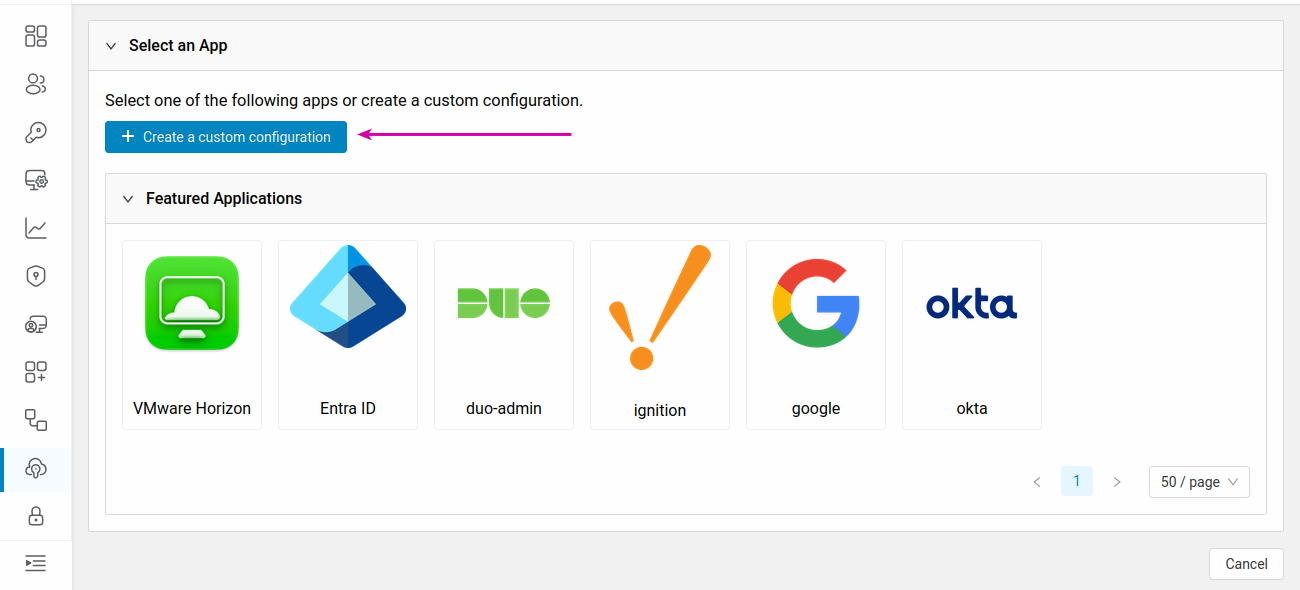 Select an App
Select one of the following apps or create a custom configuration.
Create a custom configuration
Featured Applications
DUO
okta
VMware Horizon
Entra ID
duo-admin
ignition
google
okta
1
50 / page
Cancel